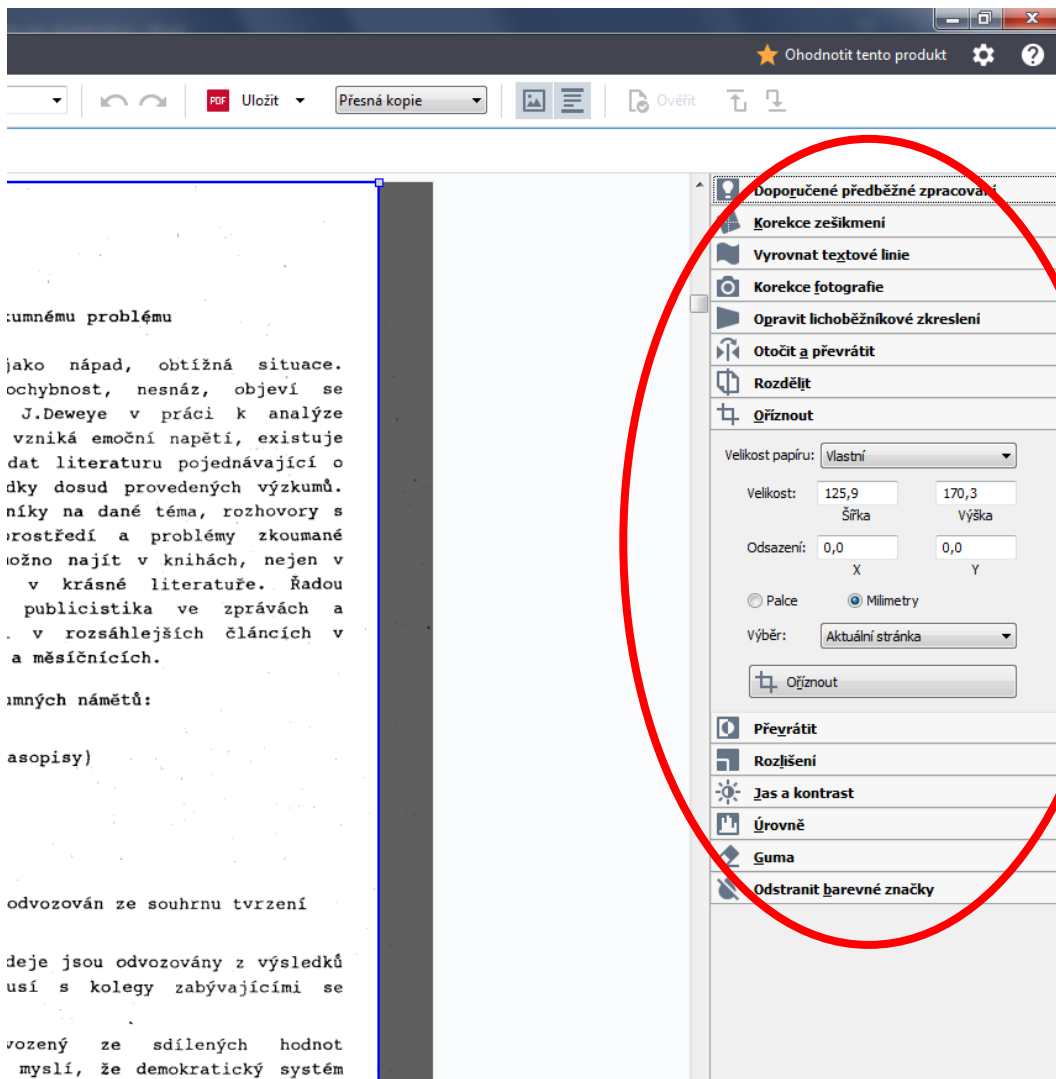 Ohodnotit tento produkt
PDF Uložit Přesná kopie Ověřit
Doporučené předběžné zpracování
Korekce zešikmení
Vyrovnat textové linie
Korekce fotografie
Opravit lichoběžníkové zkreslení
Otočit a převrátit
Rozdělit
Oříznout
Velikost papíru: Vlastní
Velikost: 125,9 170,3
Šířka Výška
Odsazení: 0,0 0,0
X Y
Palce Milimetry
Výběr: Aktuální stránka
Oříznout
Převrátit
Rozlišení
Jas a kontrast
Úrovně
Guma
Odstranit barevné značky
kumnému problému
jako nápad, obtížná situace.
ochybnost, nesnáz, objeví se
J.Deweye v práci k analýze
vzniká emoční napětí, existuje
dat literaturu pojednávající o
dky dosud provedených výzkumů.
níky na dané téma, rozhovory s
prostředí a problémy zkoumané
ožno najít v knihách, nejen v
v krásné literatuře. Řadou
publicistika ve zprávách a
. v rozsáhlejších článcích v
a měsíčnících.
umných námětů:
asopisy)
odvozován ze souhrnu tvrzení
deje jsou odvozovány z výsledků
usí s kolegy zabývajícími se
vozený ze sdílených hodnot
myslí, že demokratický systém